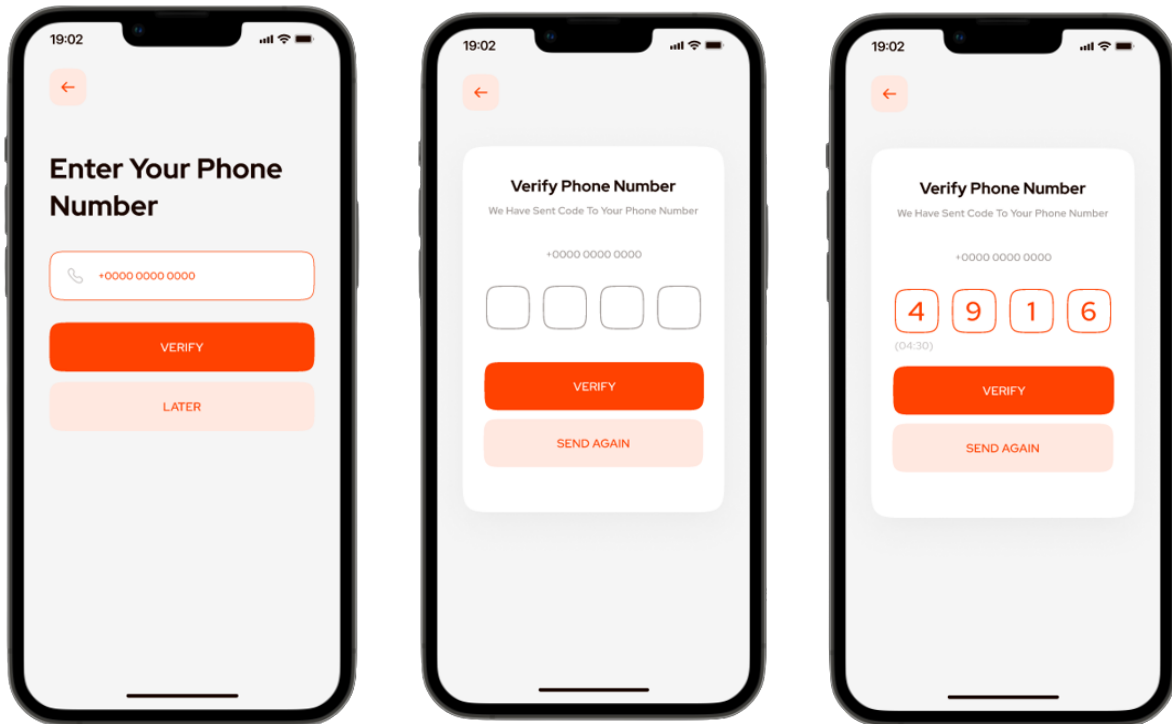 19:02
Enter Your Phone
Number
+0000 0000 0000
VERIFY
LATER
19:02
Verify Phone Number
We Have Sent Code To Your Phone Number
+0000 0000 0000
VERIFY
SEND AGAIN
19:02
Verify Phone Number
We Have Sent Code To Your Phone Number
+0000 0000 0000
4 9 1 6
(04:30)
VERIFY
SEND AGAIN